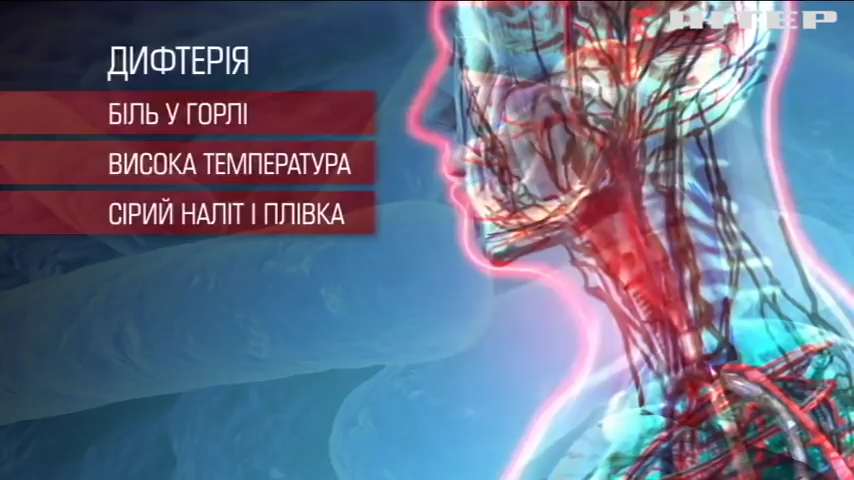 ІНТЕР
ДИФТЕРІЯ
БІЛЬ У ГОРЛІ
ВИСОКА ТЕМПЕРАТУРА
СІРИЙ НАЛІТ І ПЛІВКА